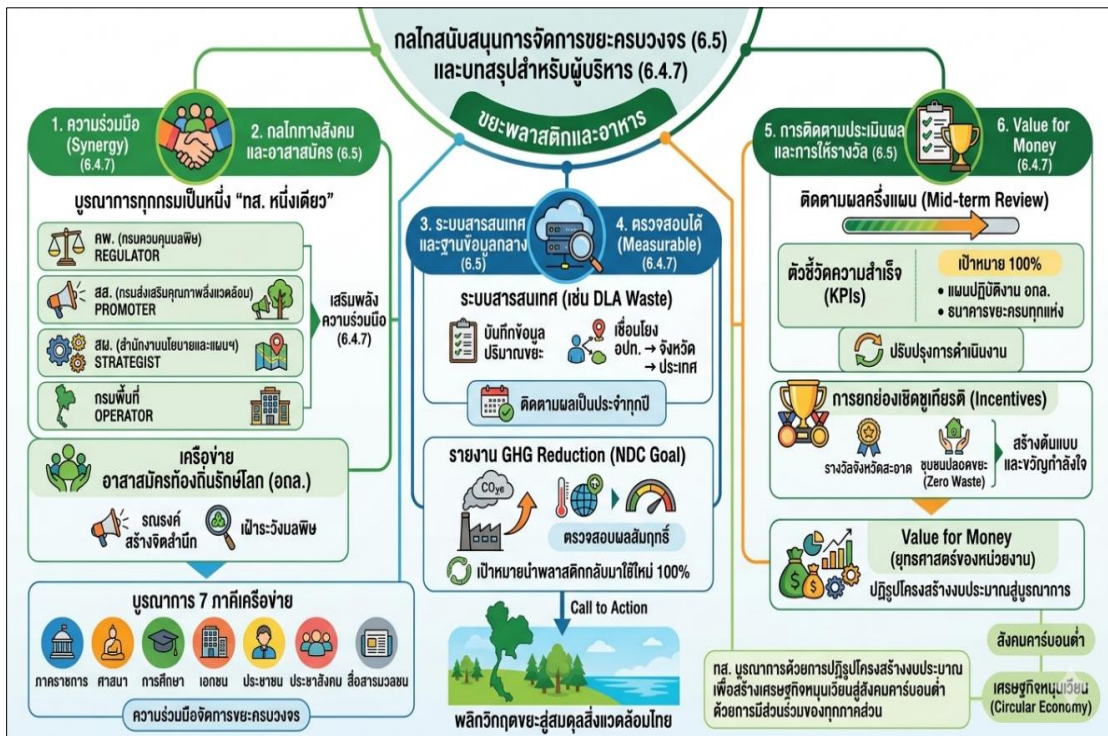 กลไกสนับสนุนการจัดการขยะครบวงจร (6.5)
และบทสรุปสำหรับผู้บริหาร (6.4.7)
ขยะพลาสติกและอาหาร
1. ความร่วมมือ
(Synergy)
(6.4.7)
2. กลไกทางสังคม
และอาสาสมัคร (6.5)
บูรณาการทุกกรมเป็นหนึ่ง “ทส. หนึ่งเดียว”
คพ. (กรมควบคุมมลพิษ)
REGULATOR
สส. (กรมส่งเสริมคุณภาพสิ่งแวดล้อม)
PROMOTER
สผ. (สำนักงานนโยบายและแผนฯ)
STRATEGIST
กรมพื้นที่
OPERATOR
เสริมพลัง
ความร่วมมือ
(6.4.7)
เครือข่าย
อาสาสมัครท้องถิ่นรักษ์โลก (อถล.)
รณรงค์
สร้างจิตสำนึก
เฝ้าระวังมลพิษ
บูรณาการ 7 ภาคีเครือข่าย
ภาคราชการ
ศาสนา
การศึกษา
เอกชน
ประชาชน
ประชาสังคม
สื่อสารมวลชน
ความร่วมมือจัดการขยะครบวงจร
3. ระบบสารสนเทศ
และฐานข้อมูลกลาง
(6.5)
4. ตรวจสอบได้
(Measurable)
(6.4.7)
ระบบสารสนเทศ (เช่น DLA Waste)
บันทึกข้อมูล
ปริมาณขยะ
เชื่อมโยง
อปท. → จังหวัด
→ ประเทศ
ติดตามผลเป็นประจำทุกปี
รายงาน GHG Reduction (NDC Goal)
CO₂e
ตรวจสอบผลสัมฤทธิ์
เป้าหมายนำพลาสติกกลับมาใช้ใหม่ 100%
Call to Action
พลิกวิกฤตขยะสู่สมดุลสิ่งแวดล้อมไทย
5. การติดตามประเมินผล
และการให้รางวัล (6.5)
6. Value for
Money
(6.4.7)
ติดตามผลครึ่งแผน (Mid-term Review)
ตัวชี้วัดความสำเร็จ
(KPIs)
เป้าหมาย 100%
• แผนปฏิบัติงาน อถล.
• ธนาคารขยะครบทุกแห่ง
ปรับปรุงการดำเนินงาน
การยกย่องเชิดชูเกียรติ (Incentives)
รางวัลจังหวัดสะอาด
ชุมชนปลอดขยะ
(Zero Waste)
สร้างต้นแบบ
และขวัญกำลังใจ
Value for Money
(ยุทธศาสตร์ของหน่วยงาน)
ปฏิรูปโครงสร้างงบประมาณสู่บูรณาการ
ทส. บูรณาการด้วยการปฏิรูปโครงสร้างงบประมาณ
เพื่อสร้างเศรษฐกิจหมุนเวียนสู่สังคมคาร์บอนต่ำ
ด้วยการมีส่วนร่วมของทุกภาคส่วน
สังคมคาร์บอนต่ำ
เศรษฐกิจหมุนเวียน
(Circular Economy)